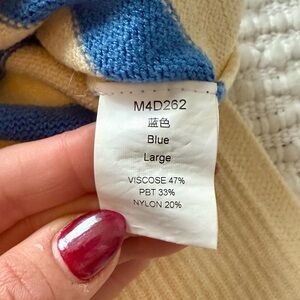 M4D262
蓝色
Blue
Large
VISCOSE 47%
PBT 33%
NYLON 20%